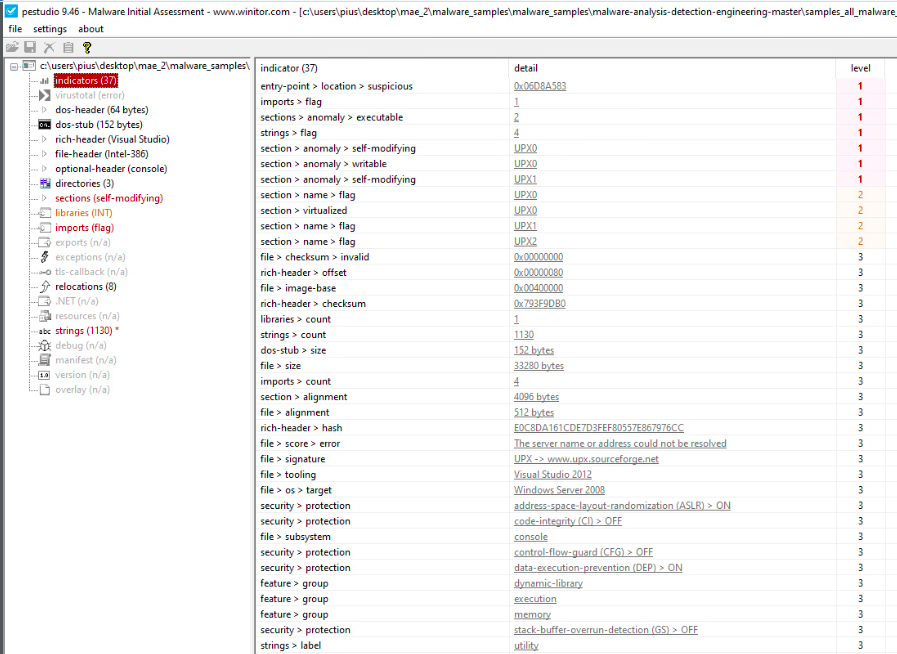 pestudio 9.46 - Malware Initial Assessment - www.winitor.com - [c:\users\pius\desktop\mae_2\malware_samples\malware_samples\malware-analysis-detection-engineering-master\samples_all_malware_
file settings about
c:\users\pius\desktop\mae_2\malware_samples\
indicators (37)
virustotal (error)
dos-header (64 bytes)
dos-stub (152 bytes)
rich-header (Visual Studio)
file-header (Intel-386)
optional-header (console)
directories (3)
sections (self-modifying)
libraries (INT)
imports (flag)
exports (n/a)
exceptions (n/a)
tls-callback (n/a)
relocations (8)
.NET (n/a)
resources (n/a)
abc strings (1130) *
debug (n/a)
manifest (n/a)
1.0 version (n/a)
overlay (n/a)
indicator (37) detail level
entry-point > location > suspicious 0x06D8A583 1
imports > flag 1 1
sections > anomaly > executable 2 1
strings > flag 4 1
section > anomaly > self-modifying UPX0 1
section > anomaly > writable UPX0 1
section > anomaly > self-modifying UPX1 1
section > name > flag UPX0 2
section > virtualized UPX0 2
section > name > flag UPX1 2
section > name > flag UPX2 2
file > checksum > invalid 0x00000000 3
rich-header > offset 0x00000080 3
file > image-base 0x00400000 3
rich-header > checksum 0x793F9DB0 3
libraries > count 1 3
strings > count 1130 3
dos-stub > size 152 bytes 3
file > size 33280 bytes 3
imports > count 4 3
section > alignment 4096 bytes 3
file > alignment 512 bytes 3
rich-header > hash E0C8DA161CDE7D3FEF80557E867976CC 3
file > score > error The server name or address could not be resolved 3
file > signature UPX -> www.upx.sourceforge.net 3
file > tooling Visual Studio 2012 3
file > os > target Windows Server 2008 3
security > protection address-space-layout-randomization (ASLR) > ON 3
security > protection code-integrity (CI) > OFF 3
file > subsystem console 3
security > protection control-flow-guard (CFG) > OFF 3
security > protection data-execution-prevention (DEP) > ON 3
feature > group dynamic-library 3
feature > group execution 3
feature > group memory 3
security > protection stack-buffer-overrun-detection (GS) > OFF 3
strings > label utility 3